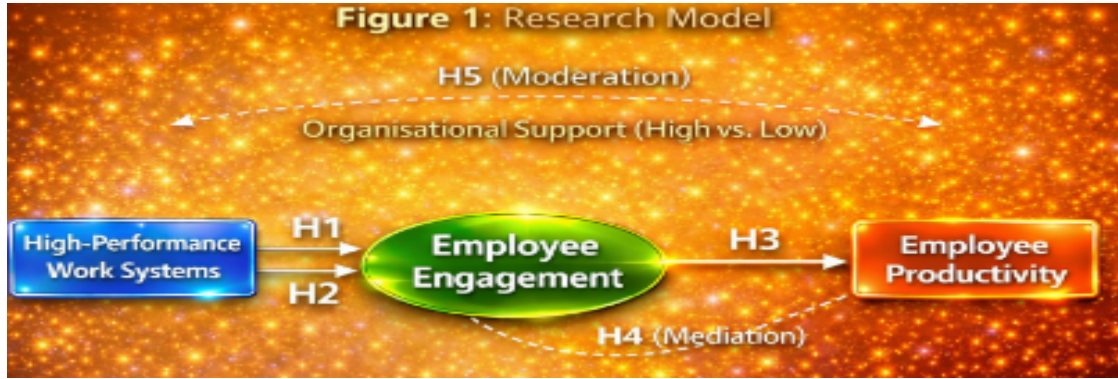 Figure 1: Research Model
H5 (Moderation)
Organisational Support (High vs. Low)
High-Performance
Work Systems
H1
H2
Employee
Engagement
H3
Employee
Productivity
H4 (Mediation)